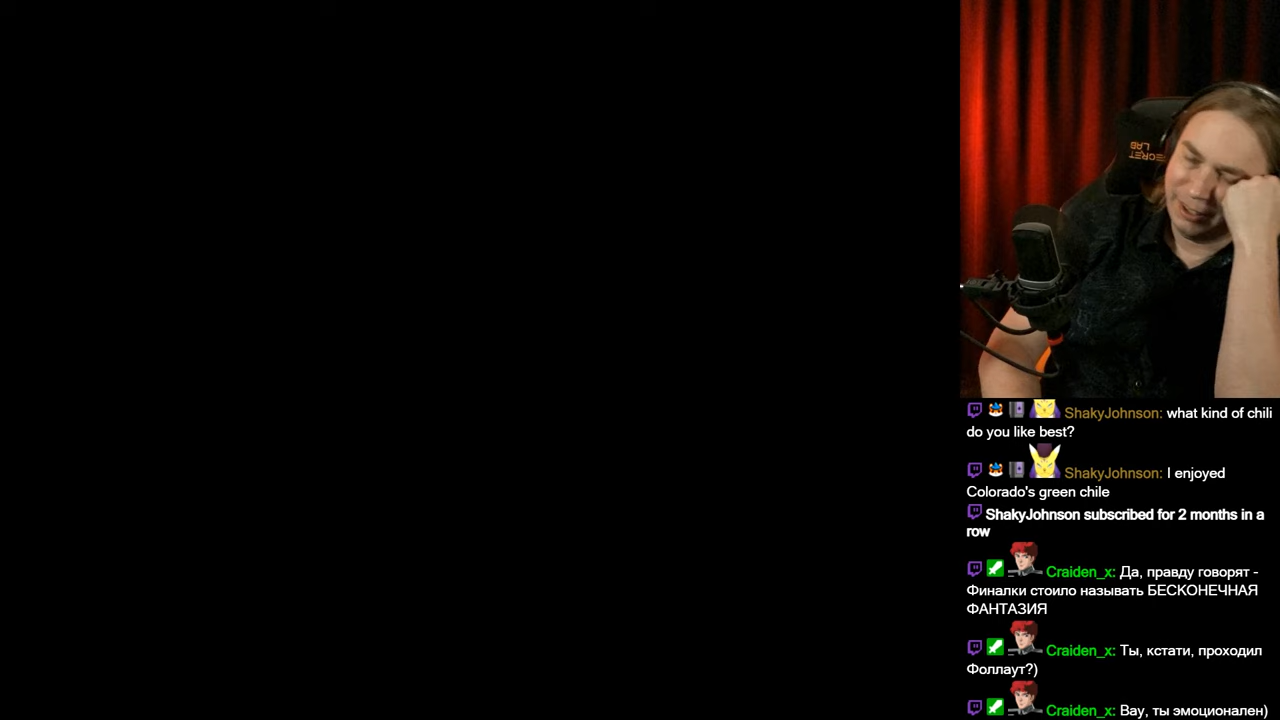 SECRET
LAB
ShakyJohnson: what kind of chili
do you like best?
ShakyJohnson: I enjoyed
Colorado's green chile
ShakyJohnson subscribed for 2 months in a
row
Craiden_x: Да, правду говорят -
Финалки стоило называть БЕСКОНЕЧНАЯ
ФАНТАЗИЯ
Craiden_x: Ты, кстати, проходил
Фоллаут?)
Craiden_x: Вау, ты эмоционален)